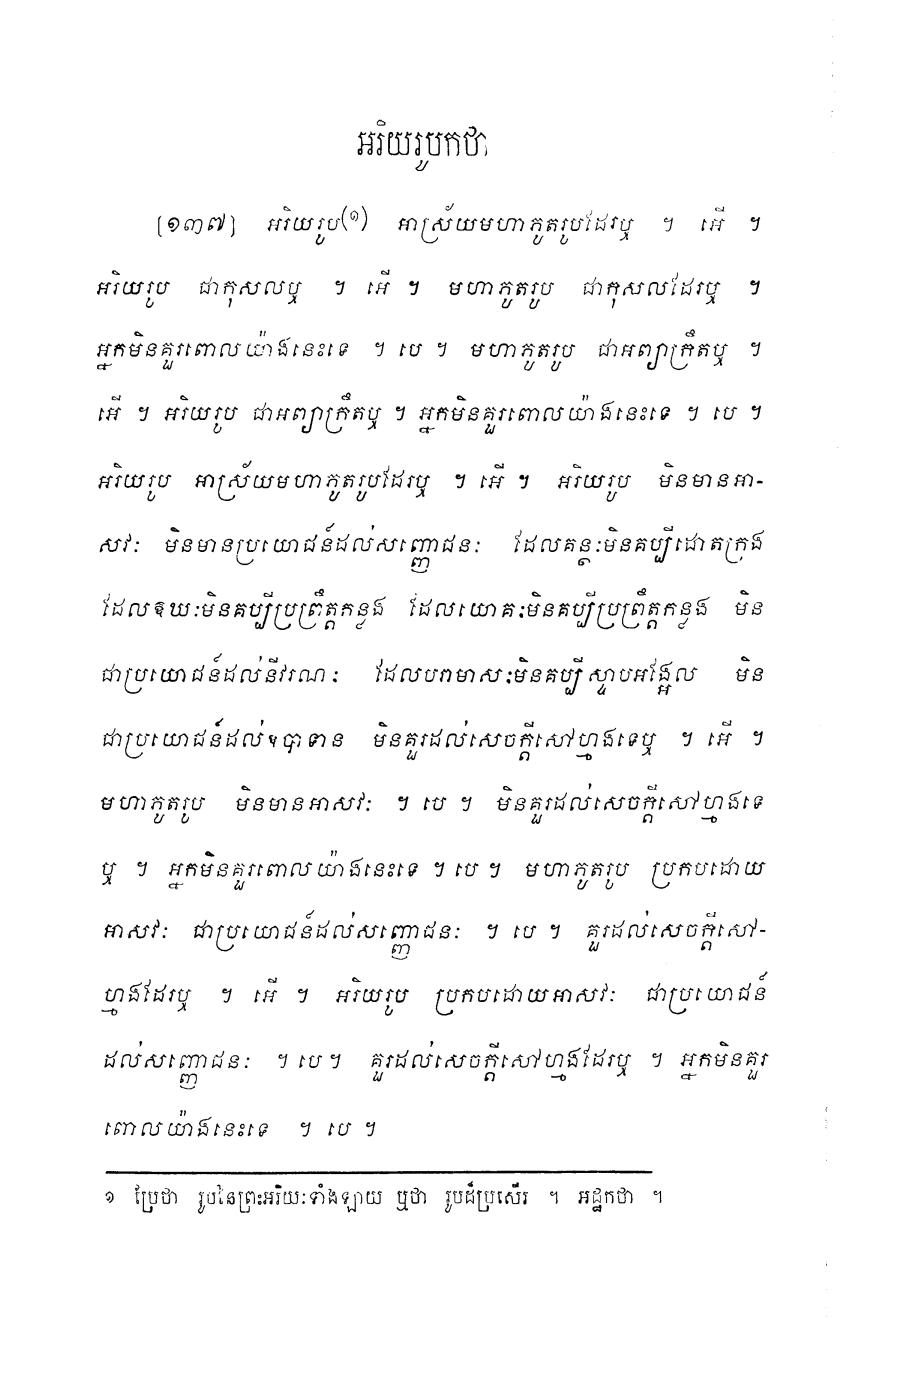 អរិយរូបកថា
[១៣៧] អរិយរូប(១) អាស្រ័យមហាភូតរូបដែរឬ ។ អើ ។
អរិយរូប ជាកុសលឬ ។ អើ ។ មហាភូតរូប ជាកុសលដែរឬ ។
អ្នកមិនគួរពោលយ៉ាងនេះទេ ។ បេ ។ មហាភូតរូប ជាអព្យាក្រឹតឬ ។
អើ ។ អរិយរូប ជាអព្យាក្រឹតឬ ។ អ្នកមិនគួរពោលយ៉ាងនេះទេ ។ បេ ។
អរិយរូប អាស្រ័យមហាភូតរូបដែរឬ ។ អើ ។ អរិយរូប មិនមានអា-
សវៈ មិនមានប្រយោជន៍ដល់សញ្ញោជនៈ ដែលគន្ថៈមិនគប្បីដោតក្រង
ដែលឱឃៈមិនគប្បីប្រព្រឹត្តកន្លង ដែលយោគៈមិនគប្បីប្រព្រឹត្តកន្លង មិន
ជាប្រយោជន៍ដល់នីវរណៈ ដែលបរាមាសៈមិនគប្បីស្ទាបអង្អែល មិន
ជាប្រយោជន៍ដល់ឧបាទាន មិនគួរដល់សេចក្តីសៅហ្មងទេឬ ។ អើ ។
មហាភូតរូប មិនមានអាសវៈ ។ បេ ។ មិនគួរដល់សេចក្តីសៅហ្មងទេ
ឬ ។ អ្នកមិនគួរពោលយ៉ាងនេះទេ ។ បេ ។ មហាភូតរូប ប្រកបដោយ
អាសវៈ ជាប្រយោជន៍ដល់សញ្ញោជនៈ ។ បេ ។ គួរដល់សេចក្តីសៅ-
ហ្មងដែរឬ ។ អើ ។ អរិយរូប ប្រកបដោយអាសវៈ ជាប្រយោជន៍
ដល់សញ្ញោជនៈ ។ បេ ។ គួរដល់សេចក្តីសៅហ្មងដែរឬ ។ អ្នកមិនគួរ
ពោលយ៉ាងនេះទេ ។ បេ ។
១ ប្រែថា រូបនៃព្រះអរិយៈទាំងឡាយ ឬថា រូបដ៏ប្រសើរ ។ អដ្ឋកថា ។